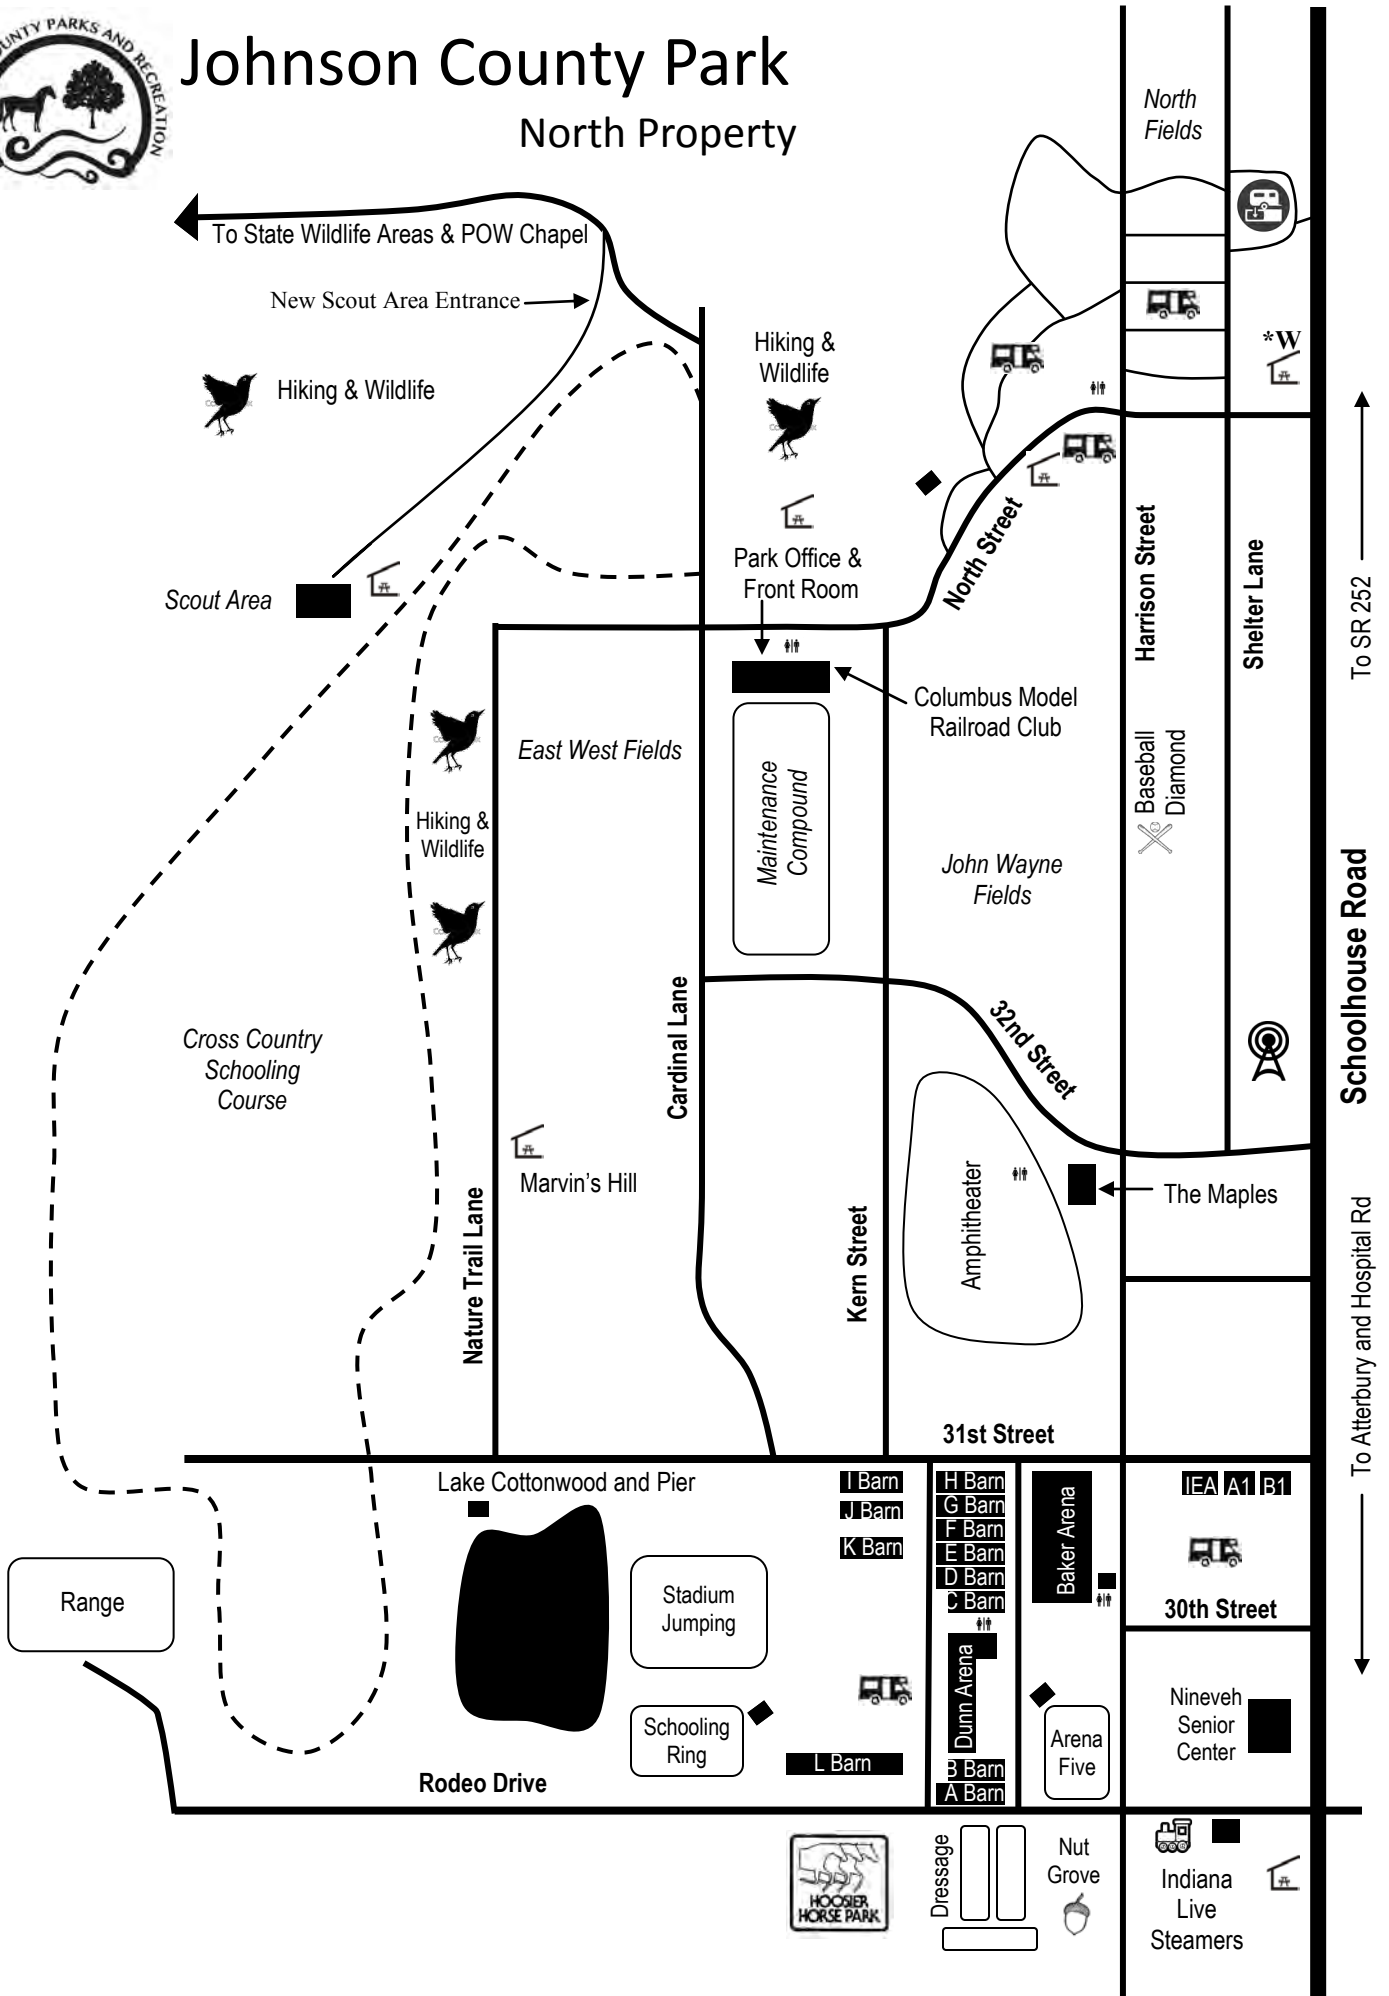 COUNTY PARKS AND RECREATION
Johnson County Park
North Property
North
Fields
To State Wildlife Areas & POW Chapel
New Scout Area Entrance
Hiking &
Wildlife
*W
Hiking & Wildlife
Park Office &
Front Room
North Street
Harrison Street
Shelter Lane
To SR 252
Scout Area
Columbus Model
Railroad Club
East West Fields
Maintenance
Compound
Baseball
Diamond
Hiking &
Wildlife
John Wayne
Fields
Schoolhouse Road
Cross Country
Schooling
Course
Cardinal Lane
32nd Street
Marvin's Hill
Amphitheater
The Maples
Nature Trail Lane
Kern Street
To Atterbury and Hospital Rd
31st Street
Lake Cottonwood and Pier
I Barn
J Barn
K Barn
H Barn
G Barn
F Barn
E Barn
D Barn
C Barn
Baker Arena
IEA A1 B1
Range
Stadium
Jumping
30th Street
Dunn Arena
Schooling
Ring
Arena
Five
Nineveh
Senior
Center
L Barn
B Barn
A Barn
Rodeo Drive
HOOSIER
HORSE PARK
Dressage
Nut
Grove
Indiana
Live
Steamers